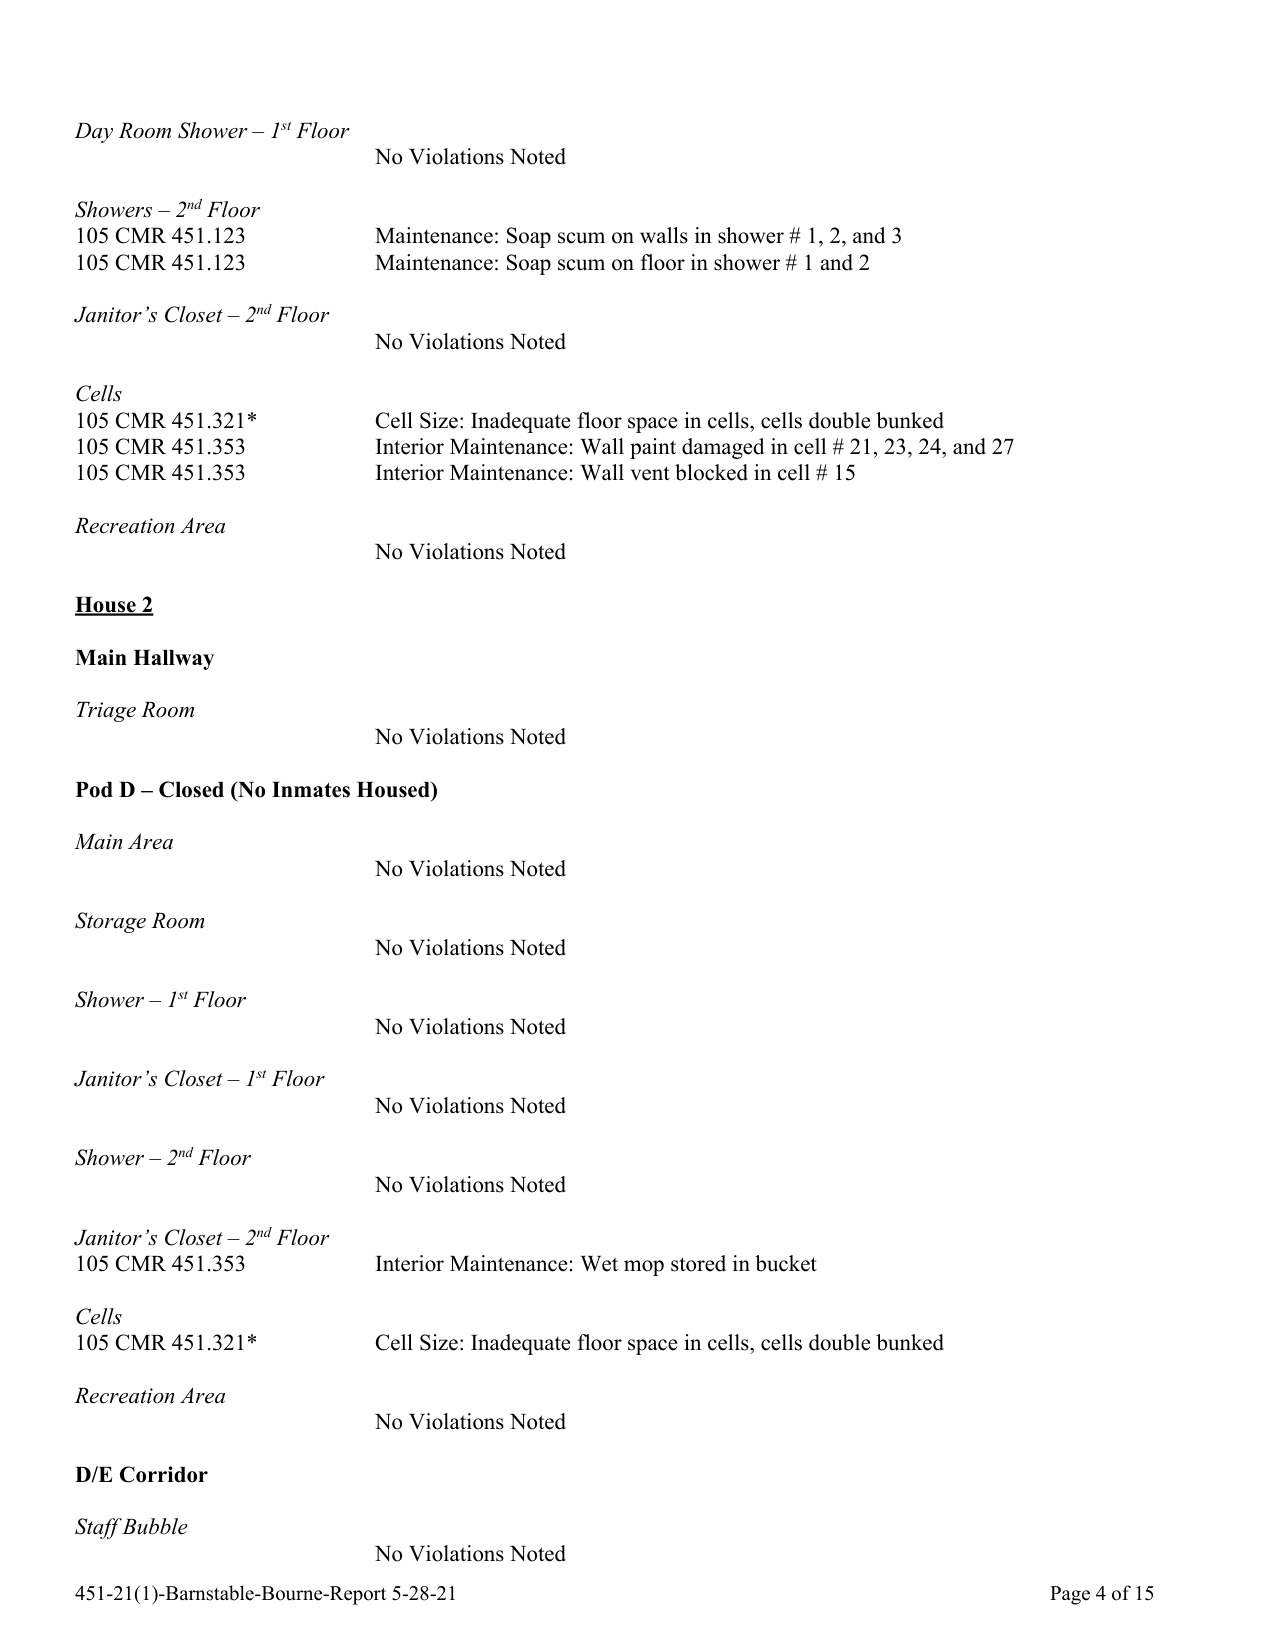 Day Room Shower – 1st Floor
No Violations Noted
Showers – 2nd Floor
105 CMR 451.123 Maintenance: Soap scum on walls in shower # 1, 2, and 3
105 CMR 451.123 Maintenance: Soap scum on floor in shower # 1 and 2
Janitor’s Closet – 2nd Floor
No Violations Noted
Cells
105 CMR 451.321* Cell Size: Inadequate floor space in cells, cells double bunked
105 CMR 451.353 Interior Maintenance: Wall paint damaged in cell # 21, 23, 24, and 27
105 CMR 451.353 Interior Maintenance: Wall vent blocked in cell # 15
Recreation Area
No Violations Noted
House 2
Main Hallway
Triage Room
No Violations Noted
Pod D – Closed (No Inmates Housed)
Main Area
No Violations Noted
Storage Room
No Violations Noted
Shower – 1st Floor
No Violations Noted
Janitor’s Closet – 1st Floor
No Violations Noted
Shower – 2nd Floor
No Violations Noted
Janitor’s Closet – 2nd Floor
105 CMR 451.353 Interior Maintenance: Wet mop stored in bucket
Cells
105 CMR 451.321* Cell Size: Inadequate floor space in cells, cells double bunked
Recreation Area
No Violations Noted
D/E Corridor
Staff Bubble
No Violations Noted
451-21(1)-Barnstable-Bourne-Report 5-28-21 Page 4 of 15